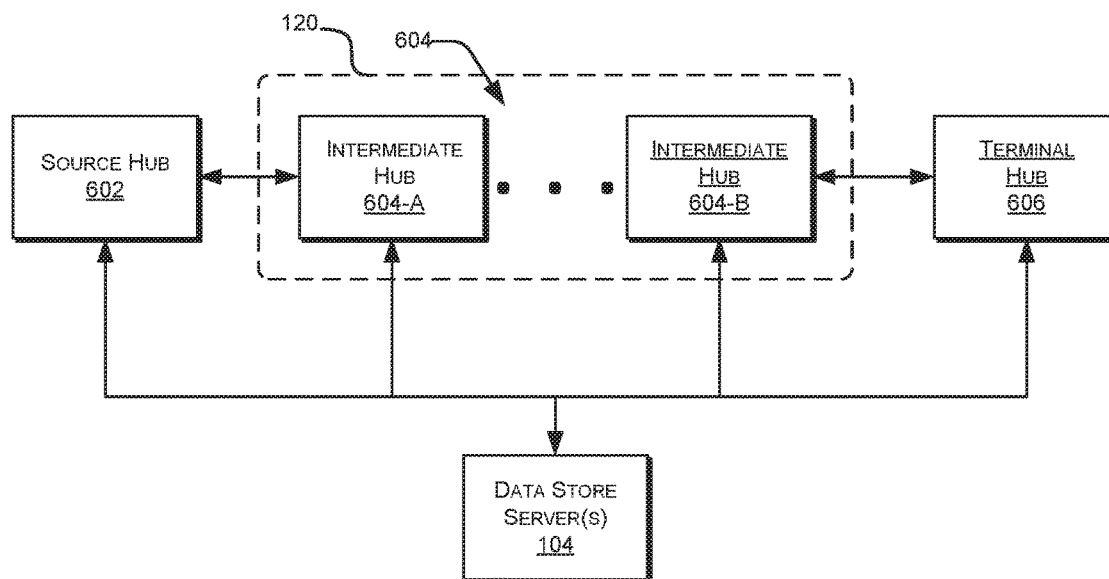 120
604
SOURCE HUB
602
INTERMEDIATE
HUB
604-A
INTERMEDIATE
HUB
604-B
TERMINAL
HUB
606
DATA STORE
SERVER(S)
104